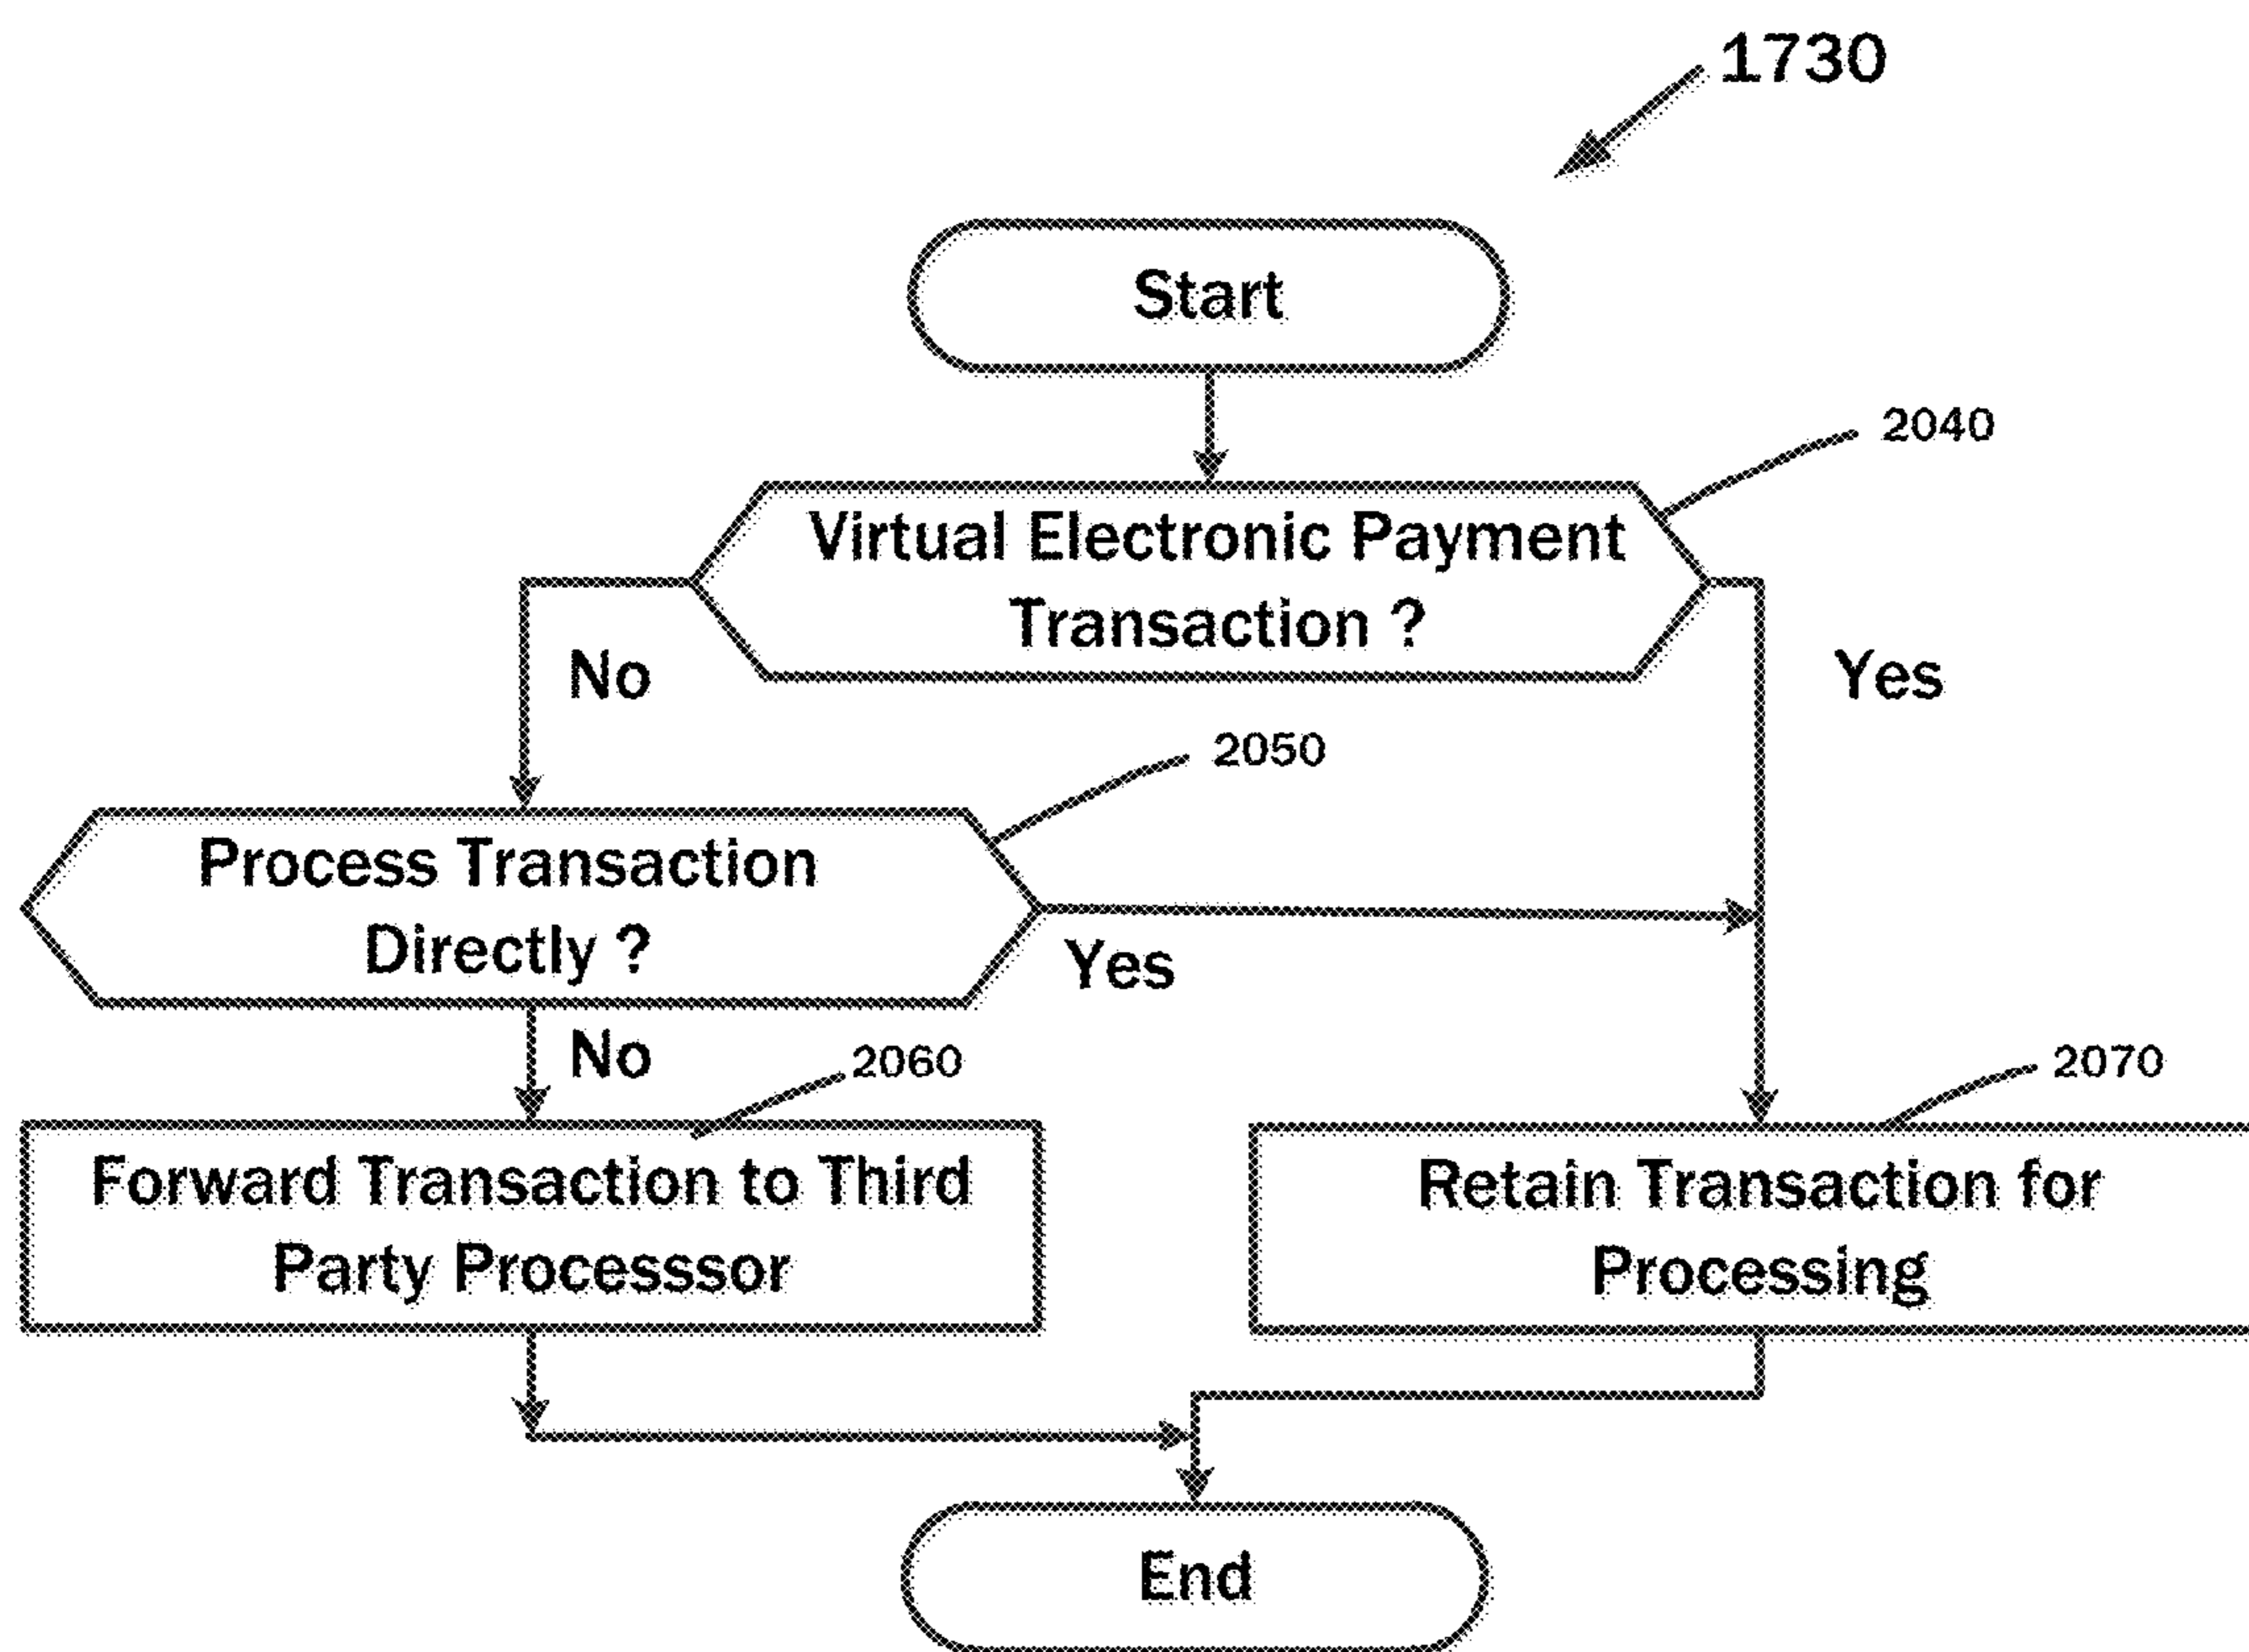 1730
Start
2040
Virtual Electronic Payment
Transaction ?
No
Yes
2050
Process Transaction
Directly ?
Yes
No
2060
2070
Forward Transaction to Third
Party Processsor
Retain Transaction for
Processing
End